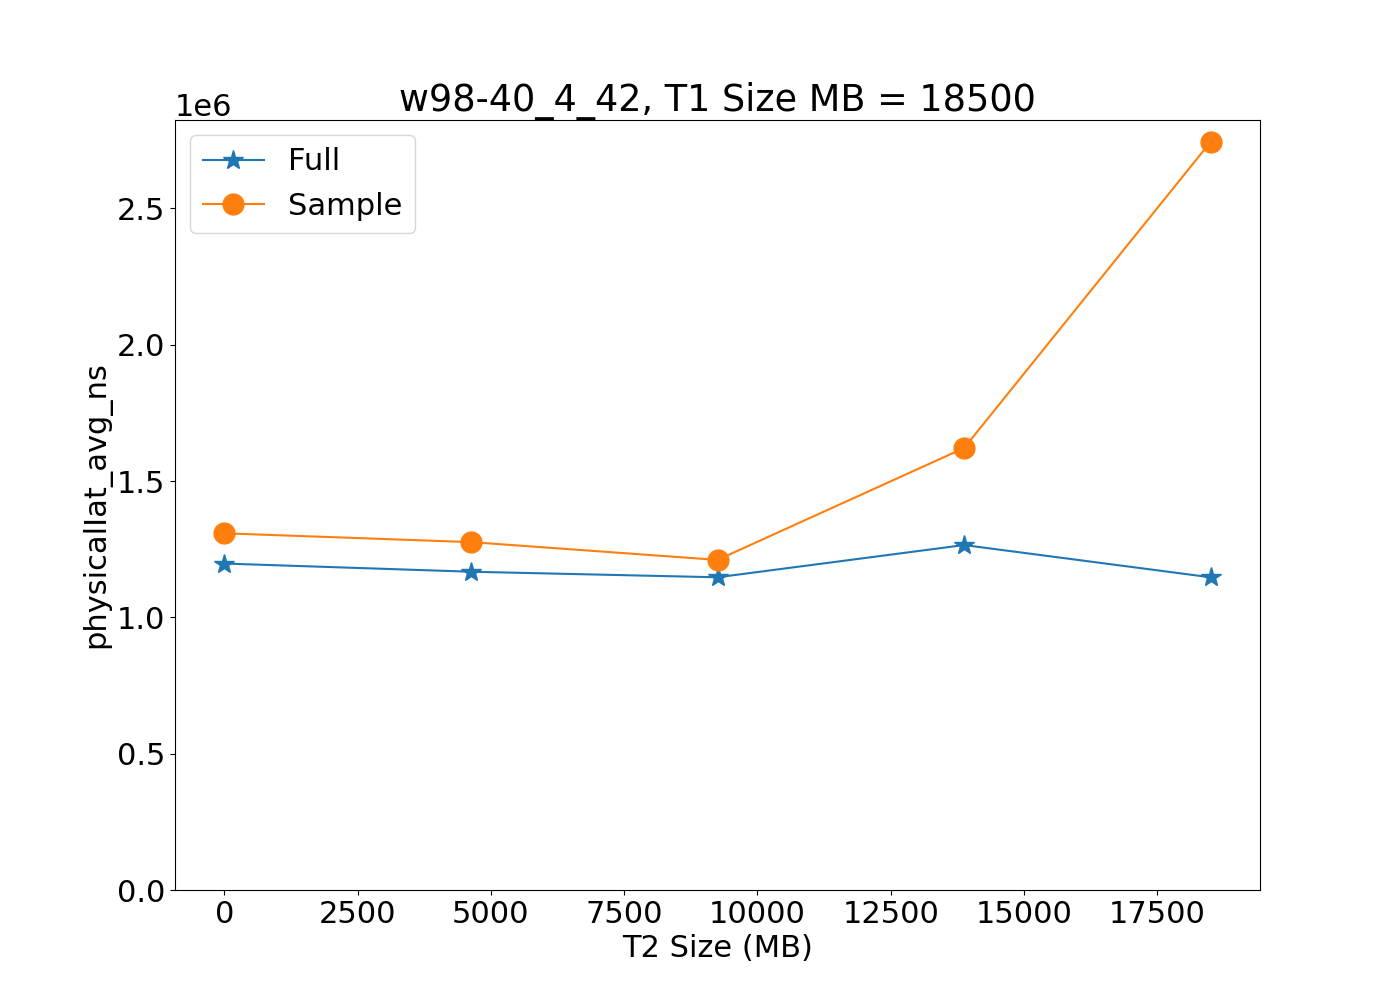 w98-40_4_42, T1 Size MB = 18500
1e6
Full
Sample
2.5
2.0
1.5
1.0
0.5
0.0
physicallat_avg_ns
0 2500 5000 7500 10000 12500 15000 17500
T2 Size (MB)